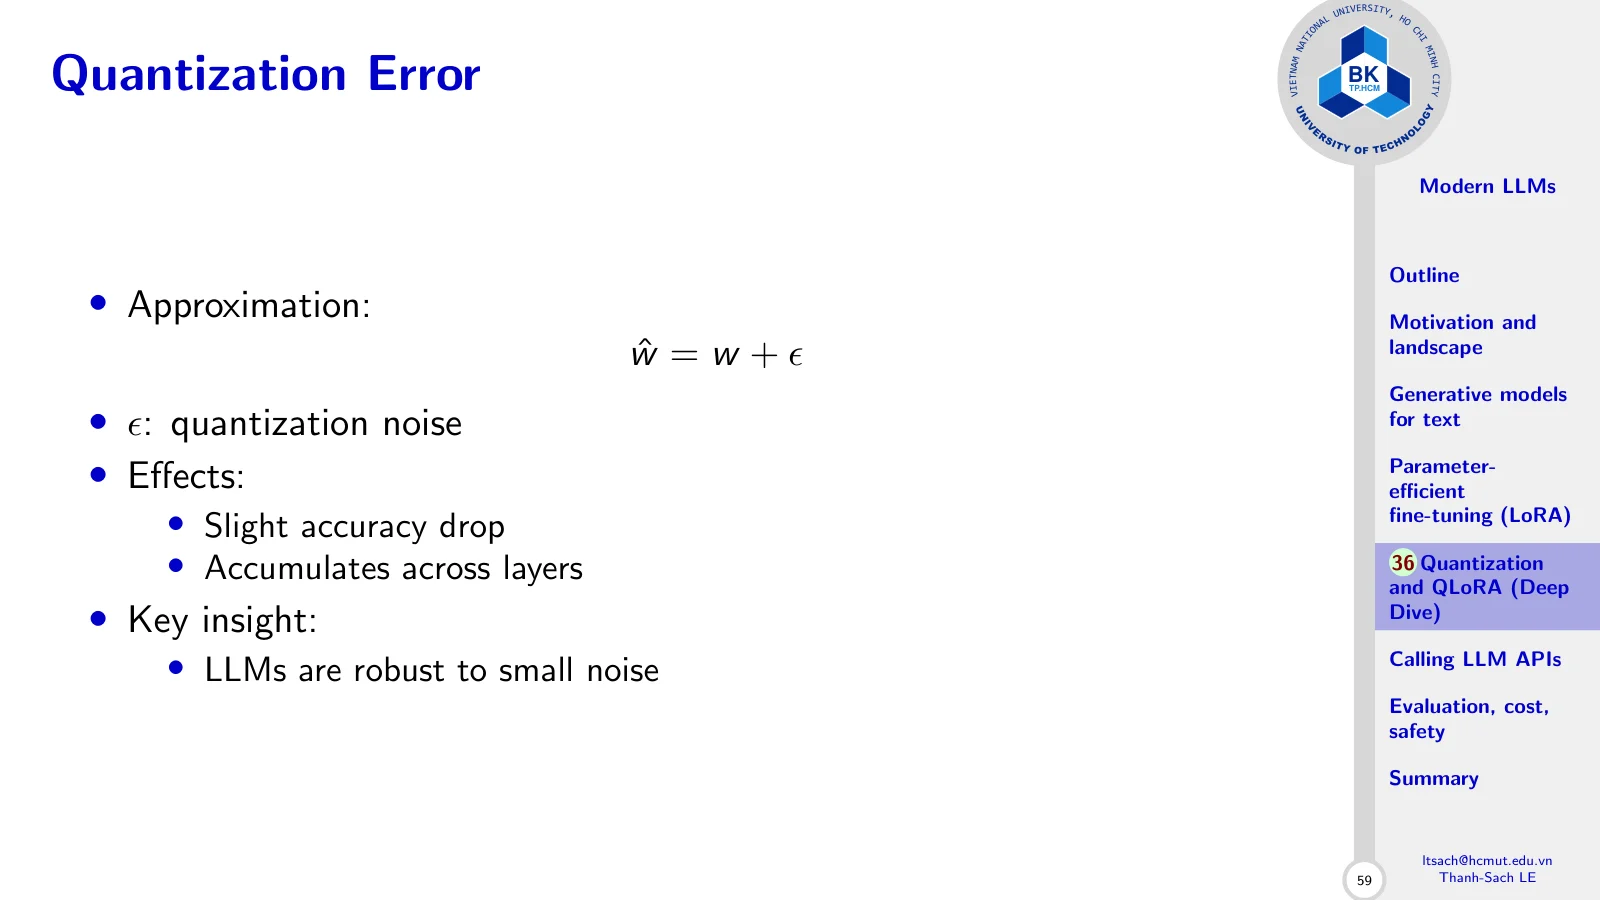 Quantization Error
• Approximation:
ŵ = w + ϵ
• ϵ: quantization noise
• Effects:
• Slight accuracy drop
• Accumulates across layers
• Key insight:
• LLMs are robust to small noise
VIETNAM NATIONAL UNIVERSITY, HO CHI MINH CITY
BK
TP.HCM
UNIVERSITY OF TECHNOLOGY
Modern LLMs
Outline
Motivation and
landscape
Generative models
for text
Parameter-
efficient
fine-tuning (LoRA)
36 Quantization
and QLoRA (Deep
Dive)
Calling LLM APIs
Evaluation, cost,
safety
Summary
ltsach@hcmut.edu.vn
Thanh-Sach LE
59